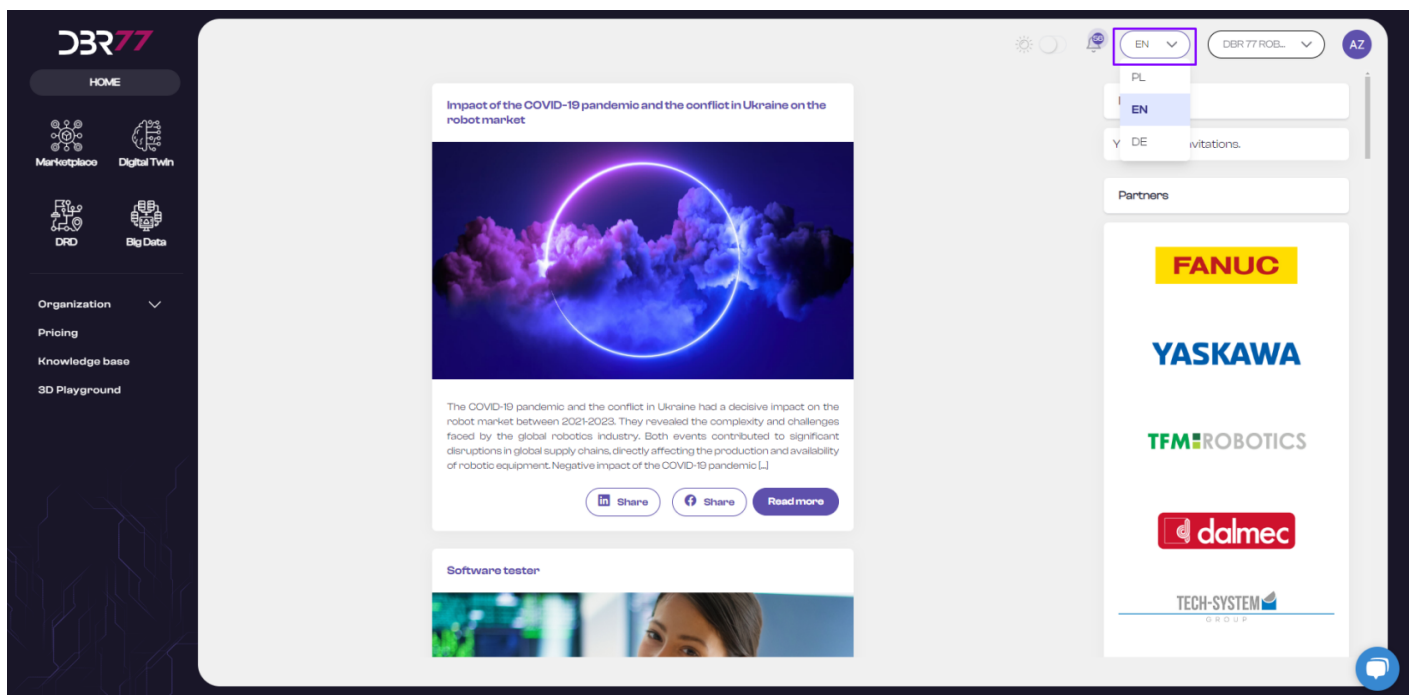 DBR77
HOME
Marketplace
Digital Twin
DRD
Big Data
Organization
Pricing
Knowledge base
3D Playground
EN
DBR 77 ROB...
AZ
PL
EN
DE
Impact of the COVID-19 pandemic and the conflict in Ukraine on the
robot market
The COVID-19 pandemic and the conflict in Ukraine had a decisive impact on the
robot market between 2021-2023. They revealed the complexity and challenges
faced by the global robotics industry. Both events contributed to significant
disruptions in global supply chains, directly affecting the production and availability
of robotic equipment. Negative impact of the COVID-19 pandemic [...]
Share
Share
Read more
Software tester
Partners
FANUC
YASKAWA
TFM ROBOTICS
dalmec
TECH-SYSTEM
GROUP